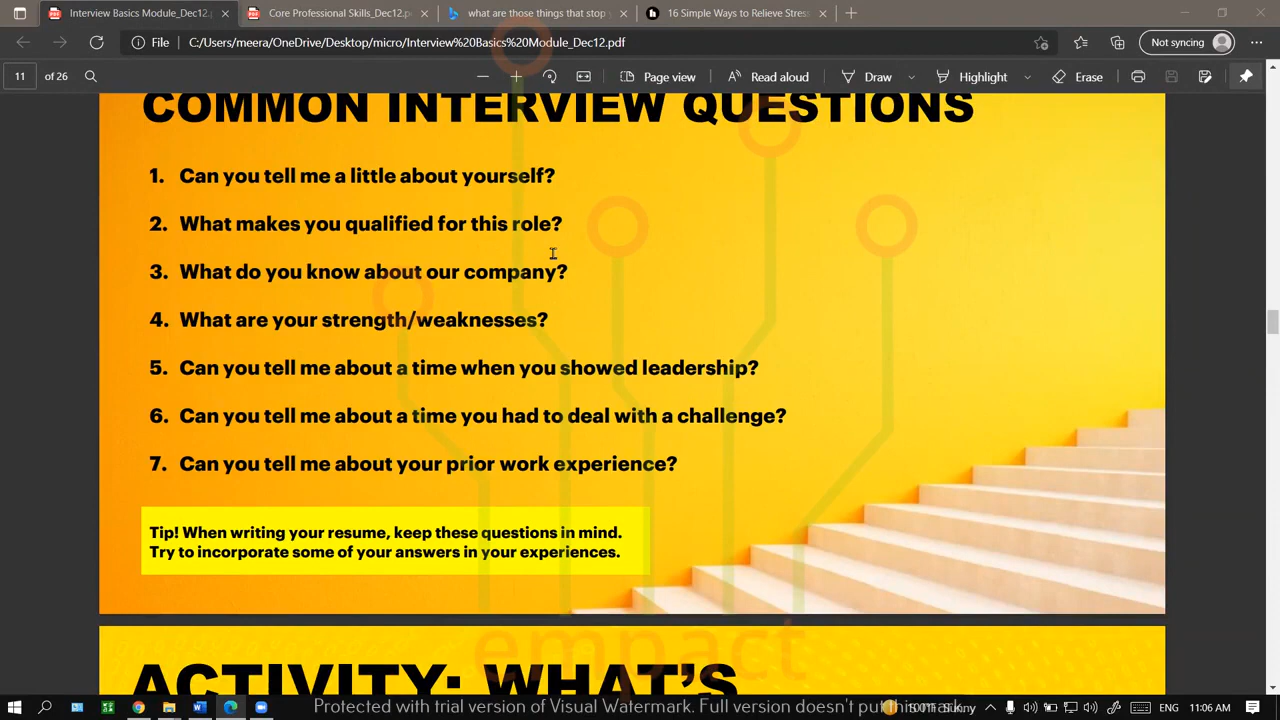 Interview Basics Module_Dec12.p
Core Professional Skills_Dec12.p
what are those things that stop y
16 Simple Ways to Relieve Stress
File
C:/Users/meera/OneDrive/Desktop/micro/Interview%20Basics%20Module_Dec12.pdf
Not syncing
11 of 26
Page view
Read aloud
Draw
Highlight
Erase
COMMON INTERVIEW QUESTIONS
1. Can you tell me a little about yourself?
2. What makes you qualified for this role?
3. What do you know about our company?
4. What are your strength/weaknesses?
5. Can you tell me about a time when you showed leadership?
6. Can you tell me about a time you had to deal with a challenge?
7. Can you tell me about your prior work experience?
Tip! When writing your resume, keep these questions in mind.
Try to incorporate some of your answers in your experiences.
empact
ACTIVITY: WHAT'S
Protected with trial version of Visual Watermark. Full version doesn't put this mark.
ENG
11:06 AM